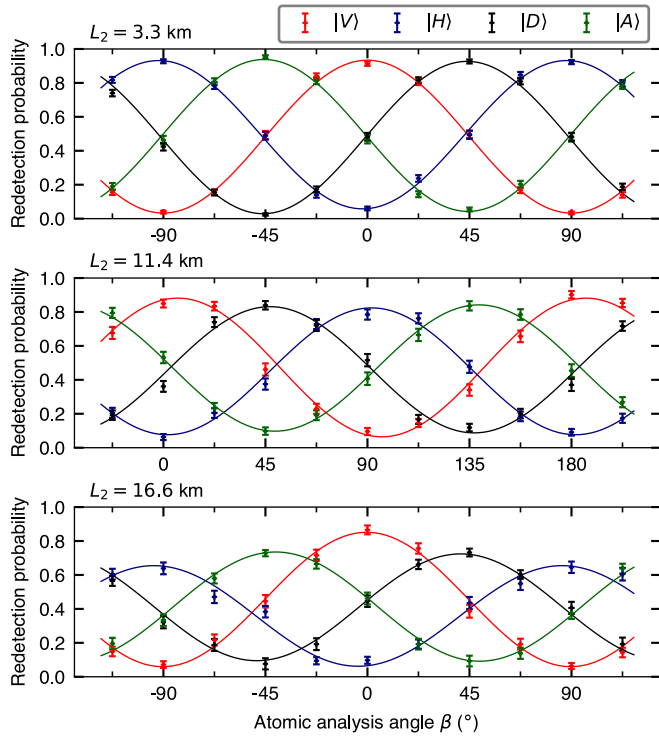 |V⟩ |H⟩ |D⟩ |A⟩
L₂ = 3.3 km
Redetection probability
1.0
0.8
0.6
0.4
0.2
0.0
-90 -45 0 45 90
L₂ = 11.4 km
Redetection probability
1.0
0.8
0.6
0.4
0.2
0.0
0 45 90 135 180
L₂ = 16.6 km
Redetection probability
1.0
0.8
0.6
0.4
0.2
0.0
-90 -45 0 45 90
Atomic analysis angle β (°)